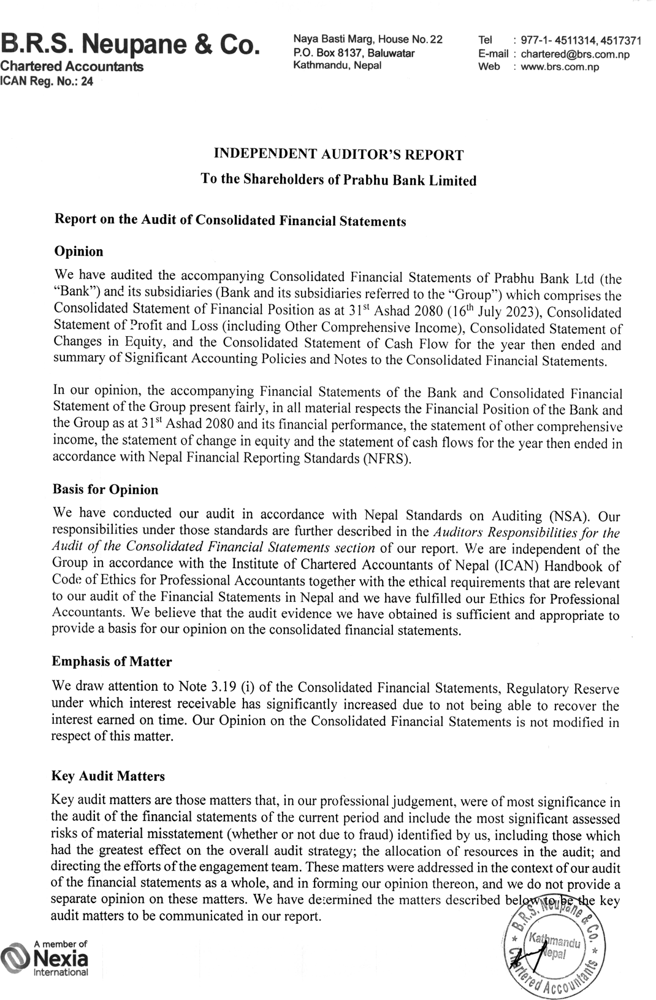 B.R.S. Neupane & Co.
Chartered Accountants
ICAN Reg. No.: 24
Naya Basti Marg, House No. 22
P.O. Box 8137, Baluwatar
Kathmandu, Nepal
Tel : 977-1- 4511314, 4517371
E-mail : chartered@brs.com.np
Web : www.brs.com.np
INDEPENDENT AUDITOR'S REPORT
To the Shareholders of Prabhu Bank Limited
Report on the Audit of Consolidated Financial Statements
Opinion
We have audited the accompanying Consolidated Financial Statements of Prabhu Bank Ltd (the
"Bank") and its subsidiaries (Bank and its subsidiaries referred to the "Group") which comprises the
Consolidated Statement of Financial Position as at 31st Ashad 2080 (16th July 2023), Consolidated
Statement of Profit and Loss (including Other Comprehensive Income), Consolidated Statement of
Changes in Equity, and the Consolidated Statement of Cash Flow for the year then ended and
summary of Significant Accounting Policies and Notes to the Consolidated Financial Statements.
In our opinion, the accompanying Financial Statements of the Bank and Consolidated Financial
Statement of the Group present fairly, in all material respects the Financial Position of the Bank and
the Group as at 31st Ashad 2080 and its financial performance, the statement of other comprehensive
income, the statement of change in equity and the statement of cash flows for the year then ended in
accordance with Nepal Financial Reporting Standards (NFRS).
Basis for Opinion
We have conducted our audit in accordance with Nepal Standards on Auditing (NSA). Our
responsibilities under those standards are further described in the Auditors Responsibilities for the
Audit of the Consolidated Financial Statements section of our report. We are independent of the
Group in accordance with the Institute of Chartered Accountants of Nepal (ICAN) Handbook of
Code of Ethics for Professional Accountants together with the ethical requirements that are relevant
to our audit of the Financial Statements in Nepal and we have fulfilled our Ethics for Professional
Accountants. We believe that the audit evidence we have obtained is sufficient and appropriate to
provide a basis for our opinion on the consolidated financial statements.
Emphasis of Matter
We draw attention to Note 3.19 (i) of the Consolidated Financial Statements, Regulatory Reserve
under which interest receivable has significantly increased due to not being able to recover the
interest earned on time. Our Opinion on the Consolidated Financial Statements is not modified in
respect of this matter.
Key Audit Matters
Key audit matters are those matters that, in our professional judgement, were of most significance in
the audit of the financial statements of the current period and include the most significant assessed
risks of material misstatement (whether or not due to fraud) identified by us, including those which
had the greatest effect on the overall audit strategy; the allocation of resources in the audit; and
directing the efforts of the engagement team. These matters were addressed in the context of our audit
of the financial statements as a whole, and in forming our opinion thereon, and we do not provide a
separate opinion on these matters. We have determined the matters described below to be the key
audit matters to be communicated in our report.
A member of
Nexia
International
B.R.S. Neupane & Co.
Kathmandu
Nepal
* Chartered Accountants *